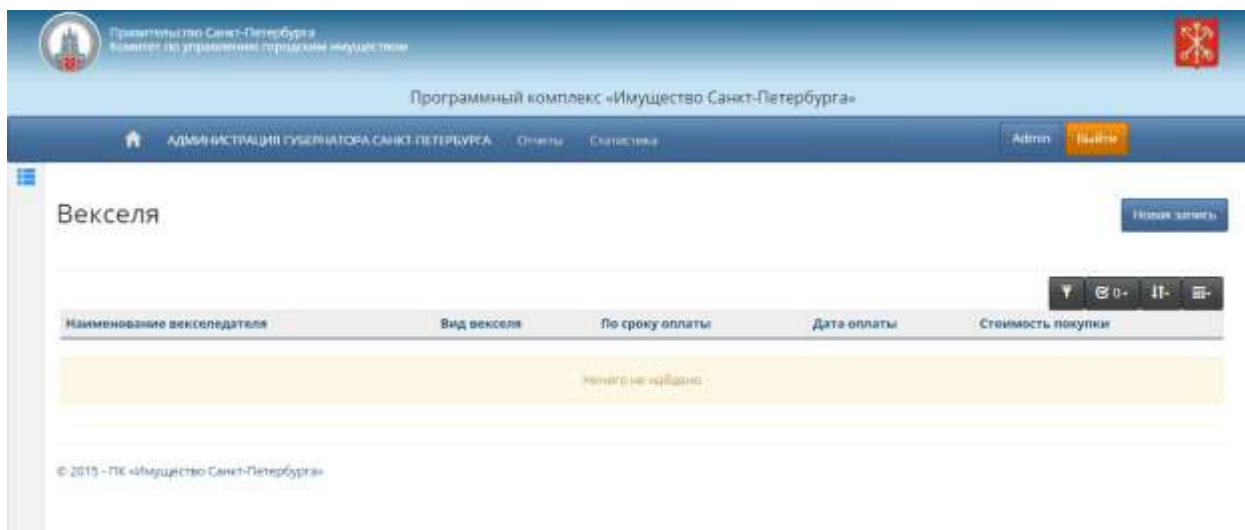 Правительство Санкт-Петербурга
Комитет по управлению городским имуществом
Программный комплекс «Имущество Санкт-Петербурга»
АДМИНИСТРАЦИЯ ГУБЕРНАТОРА САНКТ-ПЕТЕРБУРГА Отчеты Статистика Admin Выйти
Векселя Новая запись
0
Наименование векселедателя Вид векселя По сроку оплаты Дата оплаты Стоимость покупки
Ничего не найдено
© 2015 - ПК «Имущество Санкт-Петербурга»